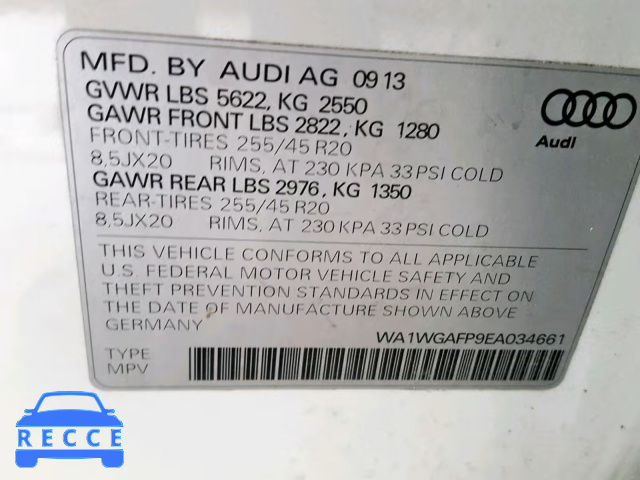 MFD. BY AUDI AG 09 13
GVWR LBS 5622, KG 2550
GAWR FRONT LBS 2822, KG 1280
FRONT-TIRES 255/45 R20
8,5JX20 RIMS, AT 230 KPA 33 PSI COLD
GAWR REAR LBS 2976, KG 1350
REAR-TIRES 255/45 R20
8,5JX20 RIMS, AT 230 KPA 33 PSI COLD
Audi
THIS VEHICLE CONFORMS TO ALL APPLICABLE
U.S. FEDERAL MOTOR VEHICLE SAFETY AND
THEFT PREVENTION STANDARDS IN EFFECT ON
THE DATE OF MANUFACTURE SHOWN ABOVE
GERMANY
WA1WGAFP9EA034661
TYPE
MPV
RECCE